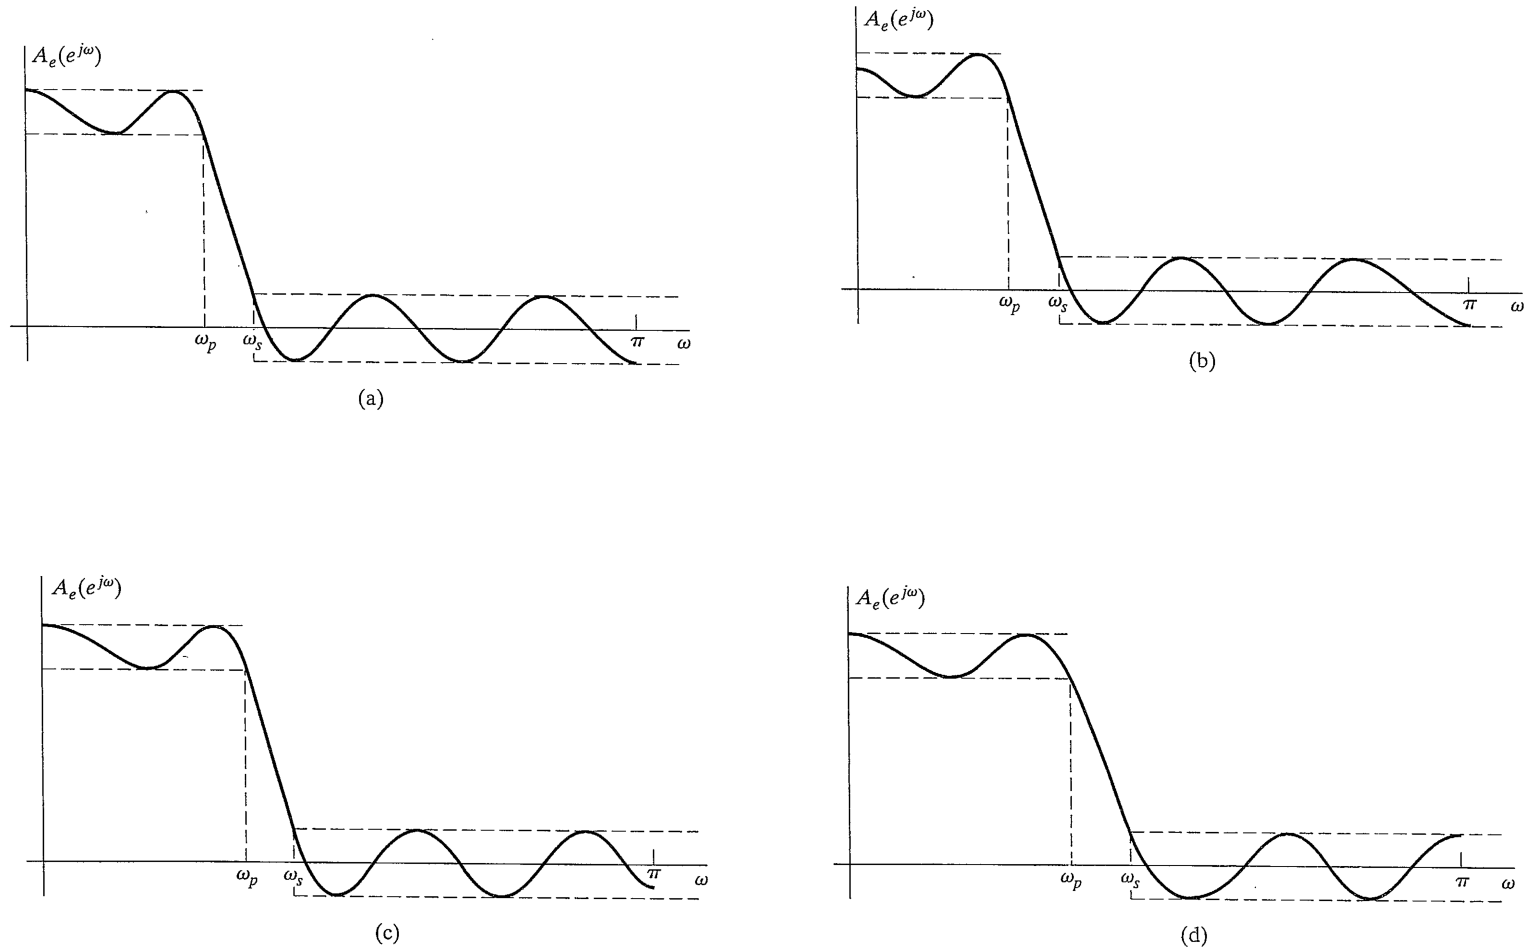 A_e(e^{jω})
ω_p ω_s π ω
(a)
A_e(e^{jω})
ω_p ω_s π ω
(b)
A_e(e^{jω})
ω_p ω_s π ω
(c)
A_e(e^{jω})
ω_p ω_s π ω
(d)